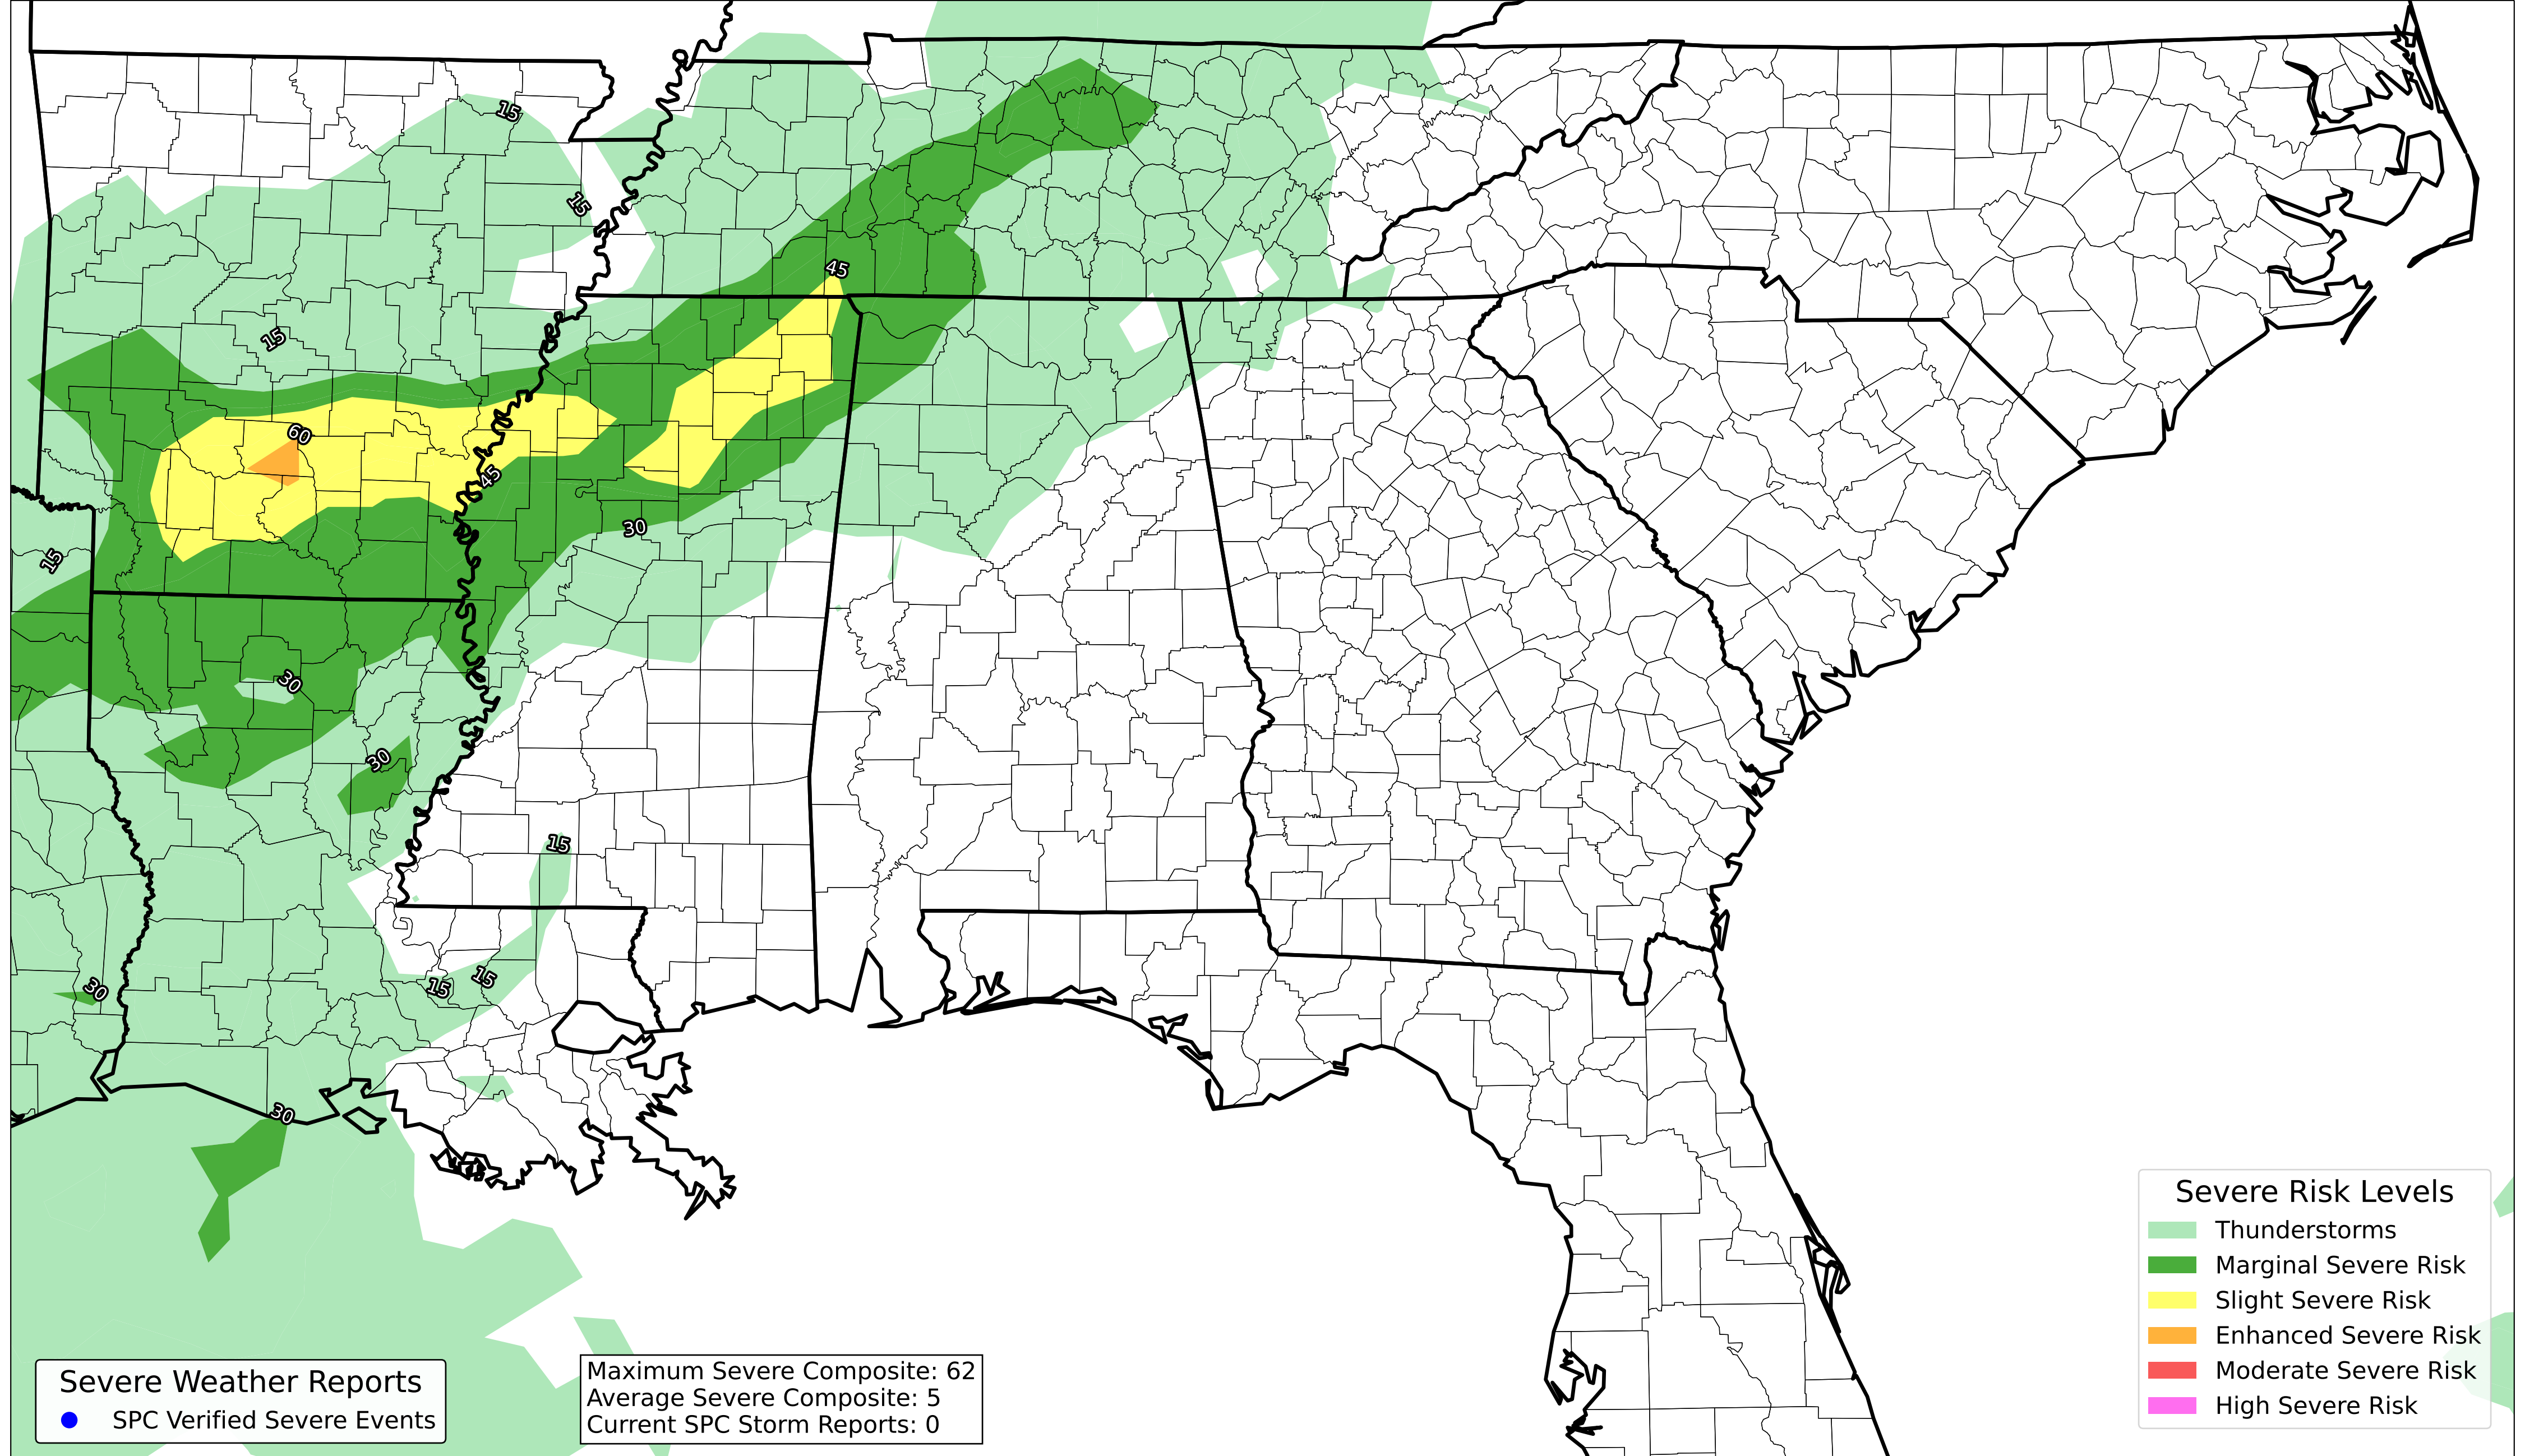 15
15
45
15
60
45
30
15
30
30
15
15
15
30
30
Severe Risk Levels
Thunderstorms
Marginal Severe Risk
Slight Severe Risk
Enhanced Severe Risk
Moderate Severe Risk
High Severe Risk
Severe Weather Reports
SPC Verified Severe Events
Maximum Severe Composite: 62
Average Severe Composite: 5
Current SPC Storm Reports: 0